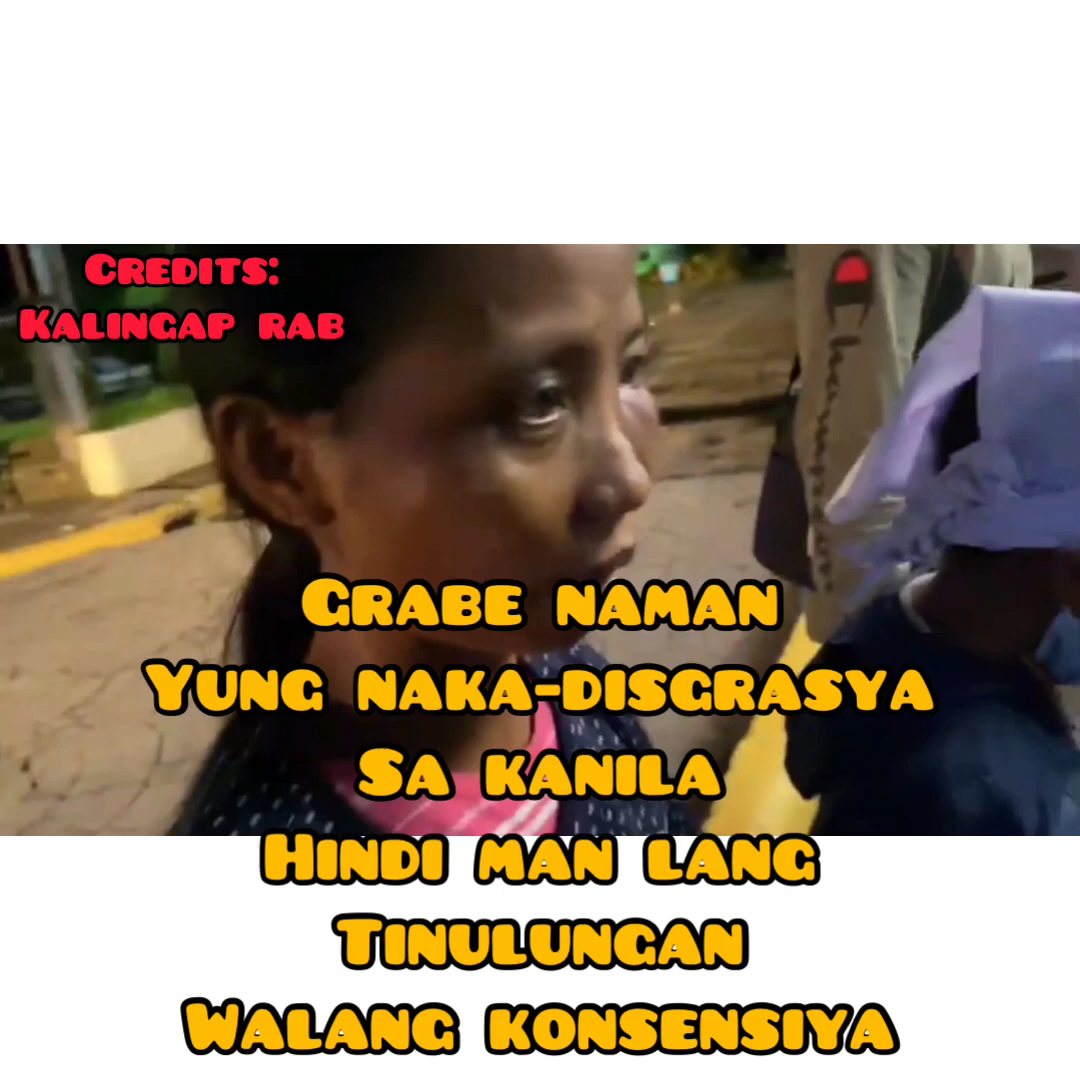 Credits:
Kalingap rab
Grabe naman
Yung naka-disgrasya
Sa kanila
Hindi man lang
Tinulungan
Walang konsensiya